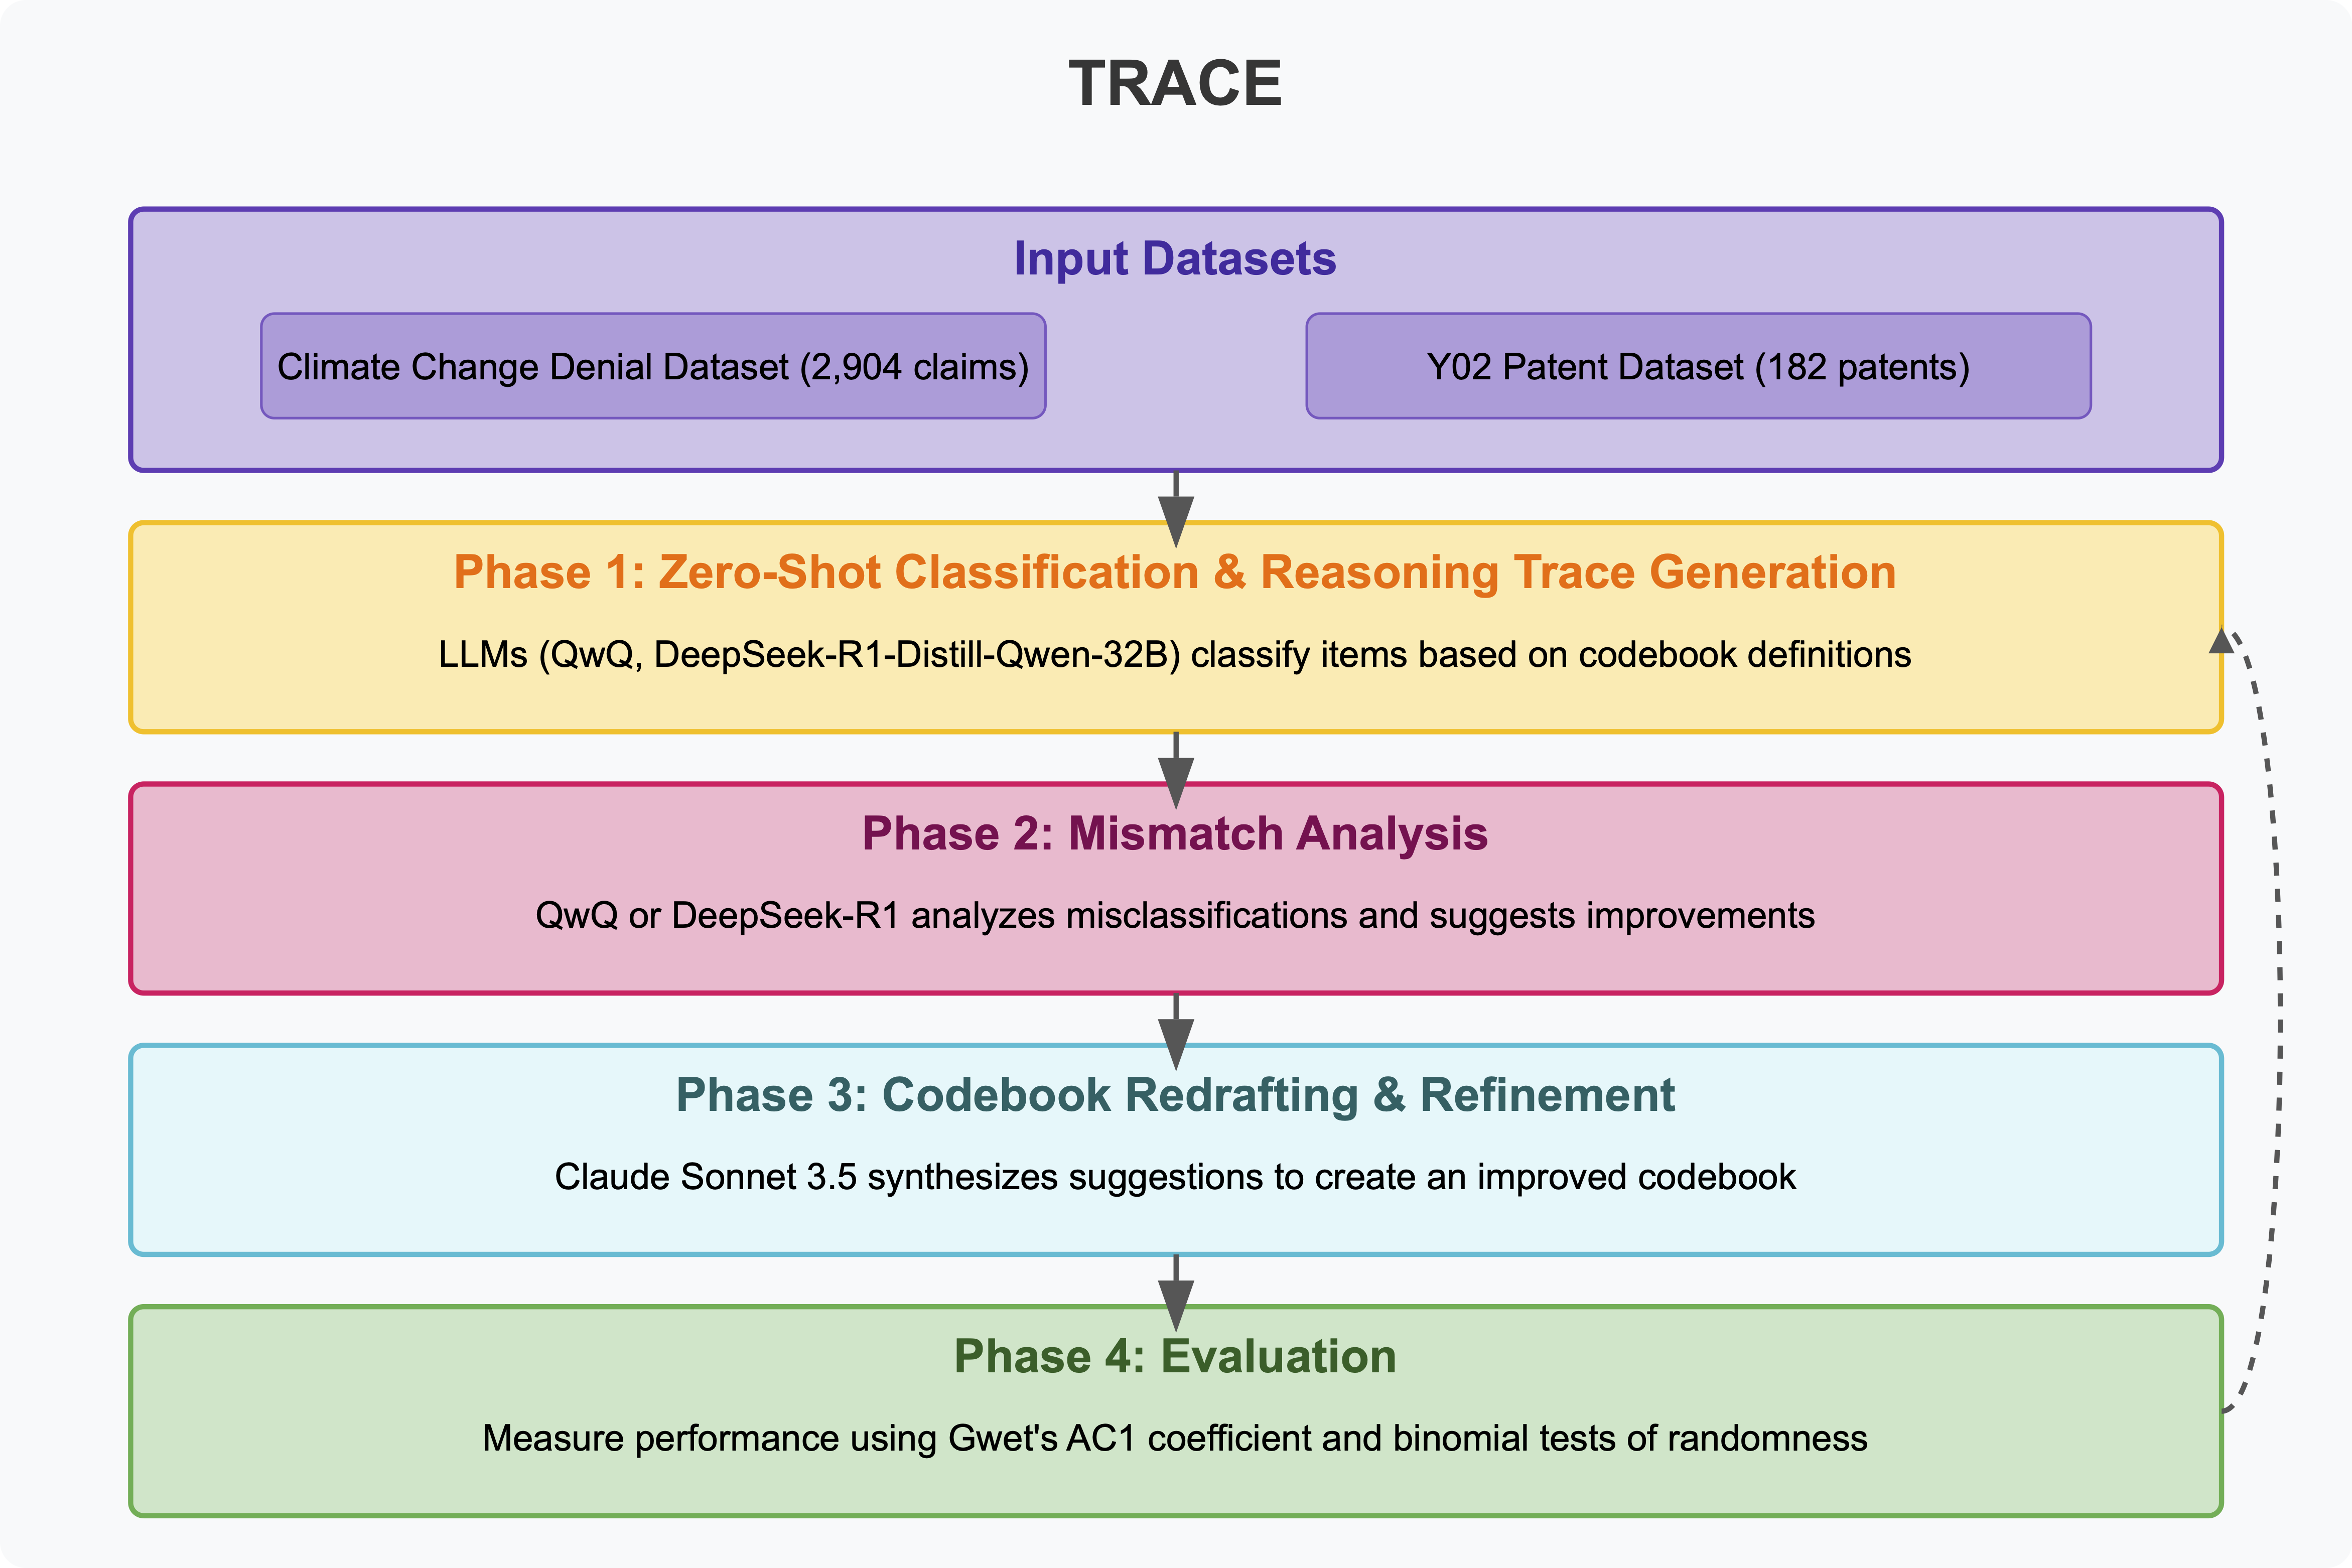 TRACE
Input Datasets
Climate Change Denial Dataset (2,904 claims)
Y02 Patent Dataset (182 patents)
Phase 1: Zero-Shot Classification & Reasoning Trace Generation
LLMs (QwQ, DeepSeek-R1-Distill-Qwen-32B) classify items based on codebook definitions
Phase 2: Mismatch Analysis
QwQ or DeepSeek-R1 analyzes misclassifications and suggests improvements
Phase 3: Codebook Redrafting & Refinement
Claude Sonnet 3.5 synthesizes suggestions to create an improved codebook
Phase 4: Evaluation
Measure performance using Gwet's AC1 coefficient and binomial tests of randomness